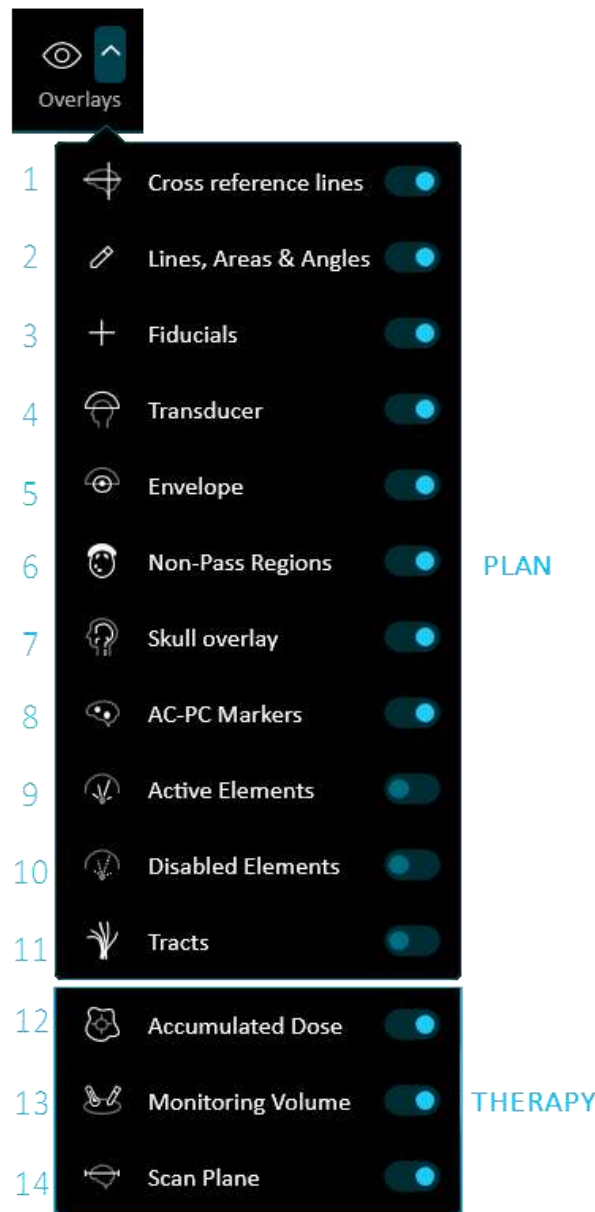 Overlays
1 Cross reference lines
2 Lines, Areas & Angles
3 Fiducials
4 Transducer
5 Envelope
6 Non-Pass Regions PLAN
7 Skull overlay
8 AC-PC Markers
9 Active Elements
10 Disabled Elements
11 Tracts
12 Accumulated Dose
13 Monitoring Volume THERAPY
14 Scan Plane